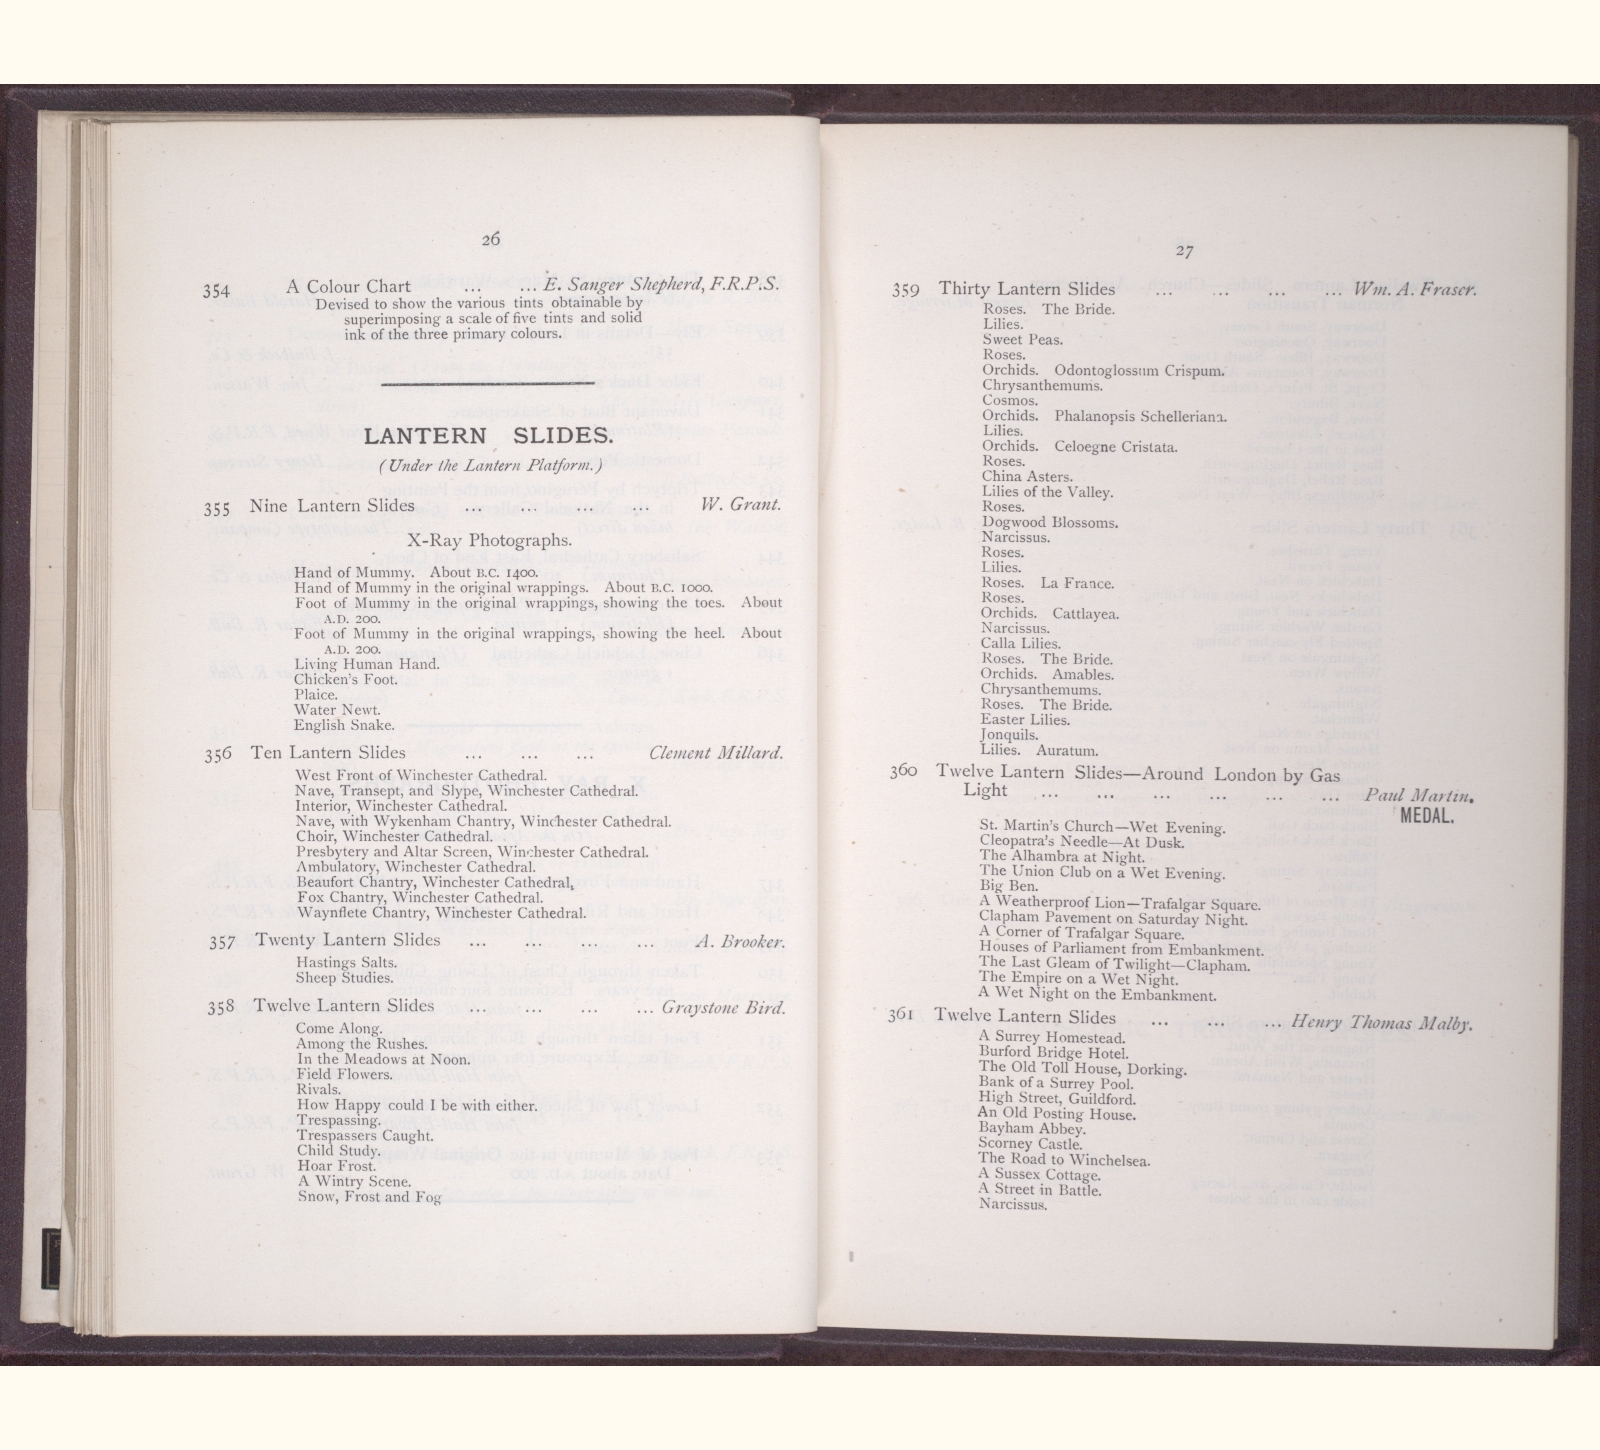 26
354 A Colour Chart ... ... E. Sanger Shepherd, F.R.P.S.
Devised to show the various tints obtainable by
superimposing a scale of five tints and solid
ink of the three primary colours.
LANTERN SLIDES.
(Under the Lantern Platform.)
355 Nine Lantern Slides ... ... ... ... W. Grant.
X-Ray Photographs.
Hand of Mummy. About B.C. 1400.
Hand of Mummy in the original wrappings. About B.C. 1000.
Foot of Mummy in the original wrappings, showing the toes. About
A.D. 200.
Foot of Mummy in the original wrappings, showing the heel. About
A.D. 200.
Living Human Hand.
Chicken's Foot.
Plaice.
Water Newt.
English Snake.
356 Ten Lantern Slides ... ... ... Clement Millard.
West Front of Winchester Cathedral.
Nave, Transept, and Slype, Winchester Cathedral.
Interior, Winchester Cathedral.
Nave, with Wykenham Chantry, Winchester Cathedral.
Choir, Winchester Cathedral.
Presbytery and Altar Screen, Winchester Cathedral.
Ambulatory, Winchester Cathedral.
Beaufort Chantry, Winchester Cathedral.
Fox Chantry, Winchester Cathedral.
Waynflete Chantry, Winchester Cathedral.
357 Twenty Lantern Slides ... ... ... ... A. Brooker.
Hastings Salts.
Sheep Studies.
358 Twelve Lantern Slides ... ... ... ... Graystone Bird.
Come Along.
Among the Rushes.
In the Meadows at Noon.
Field Flowers.
Rivals.
How Happy could I be with either.
Trespassing.
Trespassers Caught.
Child Study.
Hoar Frost.
A Wintry Scene.
Snow, Frost and Fog
27
359 Thirty Lantern Slides ... ... ... ... Wm. A. Fraser.
Roses. The Bride.
Lilies.
Sweet Peas.
Roses.
Orchids. Odontoglossum Crispum.
Chrysanthemums.
Cosmos.
Orchids. Phalanopsis Schelleriana.
Lilies.
Orchids. Celoegne Cristata.
Roses.
China Asters.
Lilies of the Valley.
Roses.
Dogwood Blossoms.
Narcissus.
Roses.
Lilies.
Roses. La France.
Roses.
Orchids. Cattlayea.
Narcissus.
Calla Lilies.
Roses. The Bride.
Orchids. Amables.
Chrysanthemums.
Roses. The Bride.
Easter Lilies.
Jonquils.
Lilies. Auratum.
360 Twelve Lantern Slides—Around London by Gas
Light ... ... ... ... ... ... Paul Martin.
MEDAL.
St. Martin's Church—Wet Evening.
Cleopatra's Needle—At Dusk.
The Alhambra at Night.
The Union Club on a Wet Evening.
Big Ben.
A Weatherproof Lion—Trafalgar Square.
Clapham Pavement on Saturday Night.
A Corner of Trafalgar Square.
Houses of Parliament from Embankment.
The Last Gleam of Twilight—Clapham.
The Empire on a Wet Night.
A Wet Night on the Embankment.
361 Twelve Lantern Slides ... ... ... Henry Thomas Malby.
A Surrey Homestead.
Burford Bridge Hotel.
The Old Toll House, Dorking.
Bank of a Surrey Pool.
High Street, Guildford.
An Old Posting House.
Bayham Abbey.
Scorney Castle.
The Road to Winchelsea.
A Sussex Cottage.
A Street in Battle.
Narcissus.